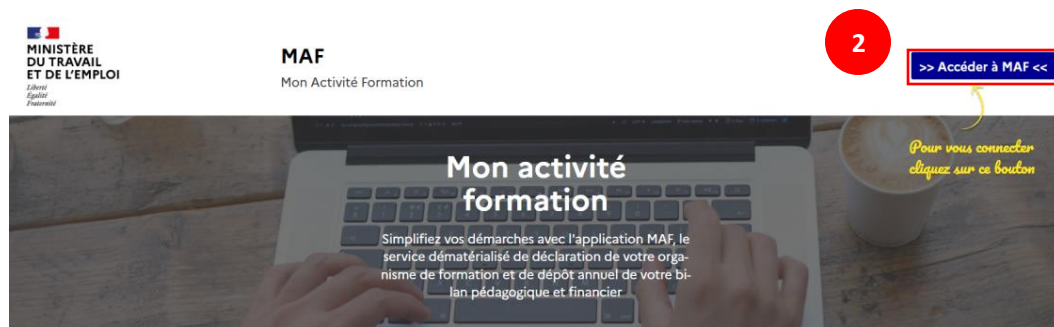 MINISTÈRE
DU TRAVAIL
ET DE L'EMPLOI
Liberté
Égalité
Fraternité
MAF
Mon Activité Formation
2
>> Accéder à MAF <<
Pour vous connecter
cliquez sur ce bouton
Mon activité
formation
Simplifiez vos démarches avec l'application MAF, le
service dématérialisé de déclaration de votre orga-
nisme de formation et de dépôt annuel de votre bi-
lan pédagogique et financier